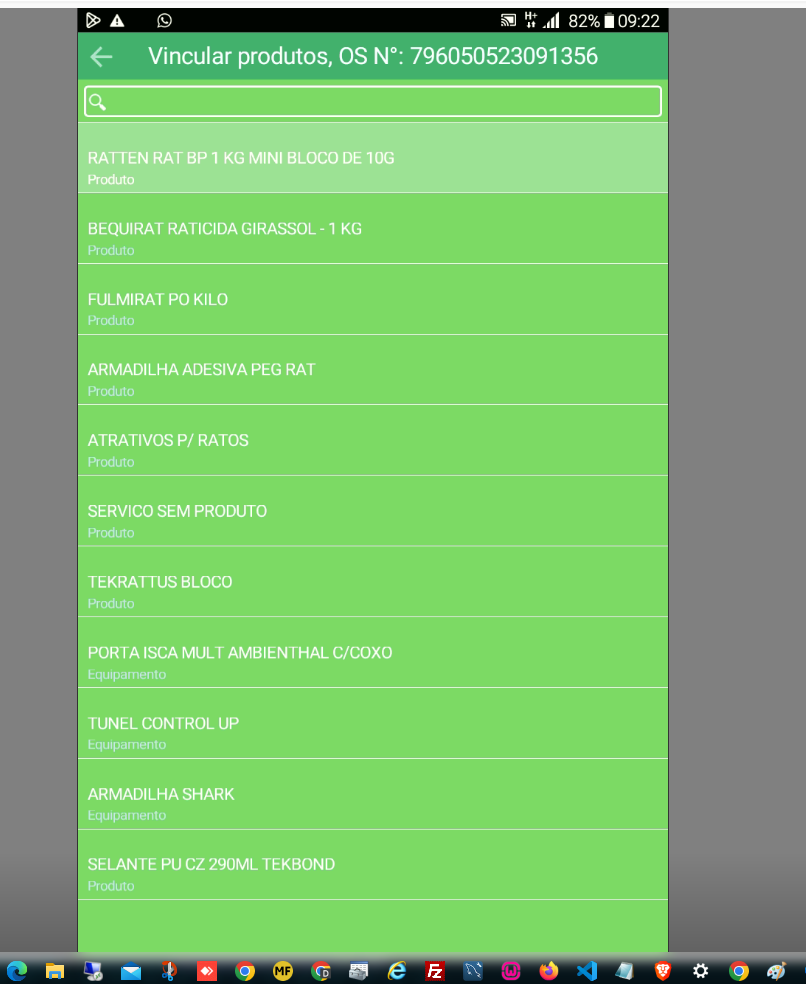 H+ 82% 09:22
Vincular produtos, OS N°: 796050523091356
RATTEN RAT BP 1 KG MINI BLOCO DE 10G
Produto
BEQUIRAT RATICIDA GIRASSOL - 1 KG
Produto
FULMIRAT PO KILO
Produto
ARMADILHA ADESIVA PEG RAT
Produto
ATRATIVOS P/ RATOS
Produto
SERVICO SEM PRODUTO
Produto
TEKRATTUS BLOCO
Produto
PORTA ISCA MULT AMBIENTHAL C/COXO
Equipamento
TUNEL CONTROL UP
Equipamento
ARMADILHA SHARK
Equipamento
SELANTE PU CZ 290ML TEKBOND
Produto
MF D FZ